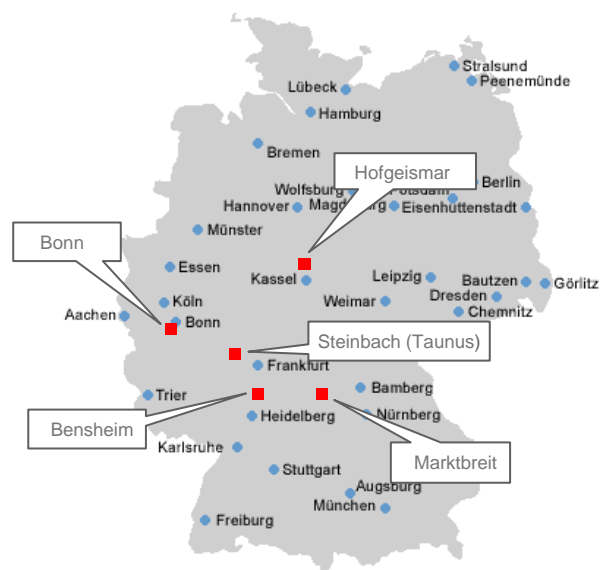 Stralsund
Peenemünde
Lübeck
Hamburg
Bremen
Hofgeismar
Wolfsburg
Berlin
Hannover
Eisenhüttenstadt
Münster
Bonn
Essen
Kassel
Leipzig
Bautzen
Görlitz
Köln
Weimar
Dresden
Aachen
Bonn
Chemnitz
Steinbach (Taunus)
Frankfurt
Trier
Bamberg
Bensheim
Heidelberg
Nürnberg
Karlsruhe
Marktbreit
Stuttgart
Augsburg
München
Freiburg